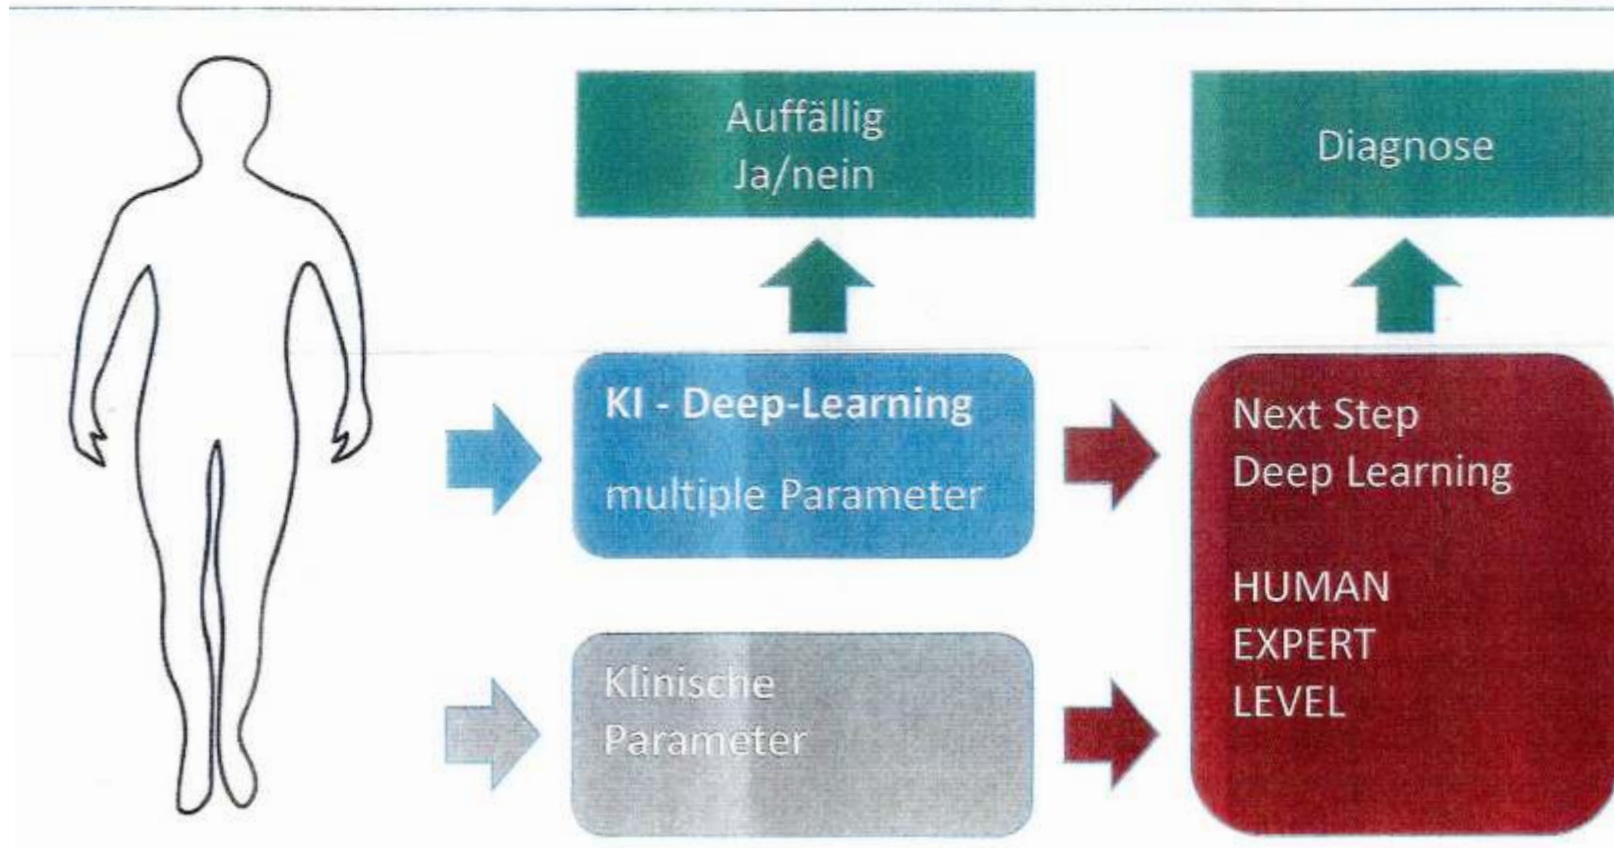 Auffällig
Ja/nein
Diagnose
KI - Deep-Learning
multiple Parameter
Next Step
Deep Learning
HUMAN
EXPERT
LEVEL
Klinische
Parameter